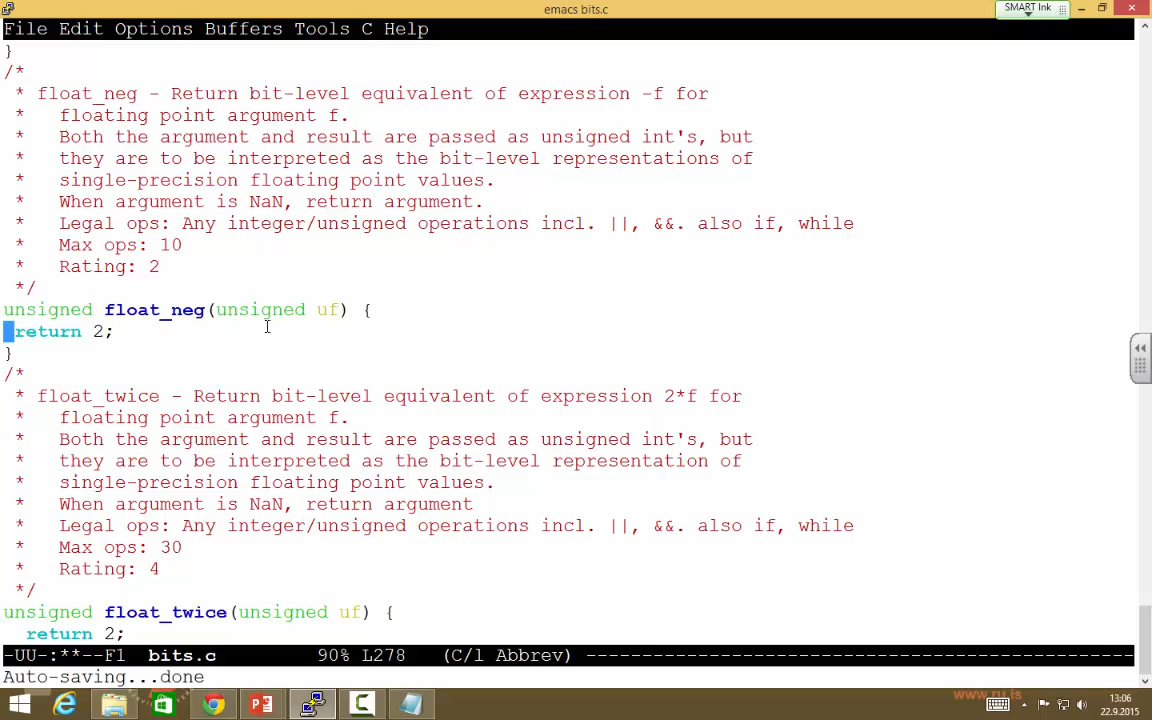 emacs bits.c
SMART Ink
File Edit Options Buffers Tools C Help
}
/*
 * float_neg - Return bit-level equivalent of expression -f for
 *   floating point argument f.
 *   Both the argument and result are passed as unsigned int's, but
 *   they are to be interpreted as the bit-level representations of
 *   single-precision floating point values.
 *   When argument is NaN, return argument.
 *   Legal ops: Any integer/unsigned operations incl. ||, &&. also if, while
 *   Max ops: 10
 *   Rating: 2
 */
unsigned float_neg(unsigned uf) {
 return 2;
}
/*
 * float_twice - Return bit-level equivalent of expression 2*f for
 *   floating point argument f.
 *   Both the argument and result are passed as unsigned int's, but
 *   they are to be interpreted as the bit-level representation of
 *   single-precision floating point values.
 *   When argument is NaN, return argument
 *   Legal ops: Any integer/unsigned operations incl. ||, &&. also if, while
 *   Max ops: 30
 *   Rating: 4
 */
unsigned float_twice(unsigned uf) {
  return 2;
-UU-:**--F1  bits.c         90% L278   (C/l Abbrev) -------------------------------------------------
Auto-saving...done
www.ru.is
13:06
22.9.2015